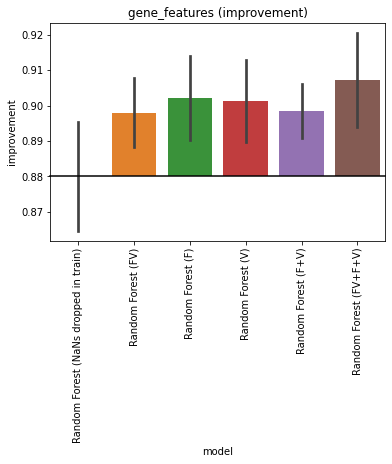 gene_features (improvement)
0.92
0.91
0.90
0.89
0.88
0.87
improvement
Random Forest (NaNs dropped in train)
Random Forest (FV)
Random Forest (F)
Random Forest (V)
Random Forest (F+V)
Random Forest (FV+F+V)
model